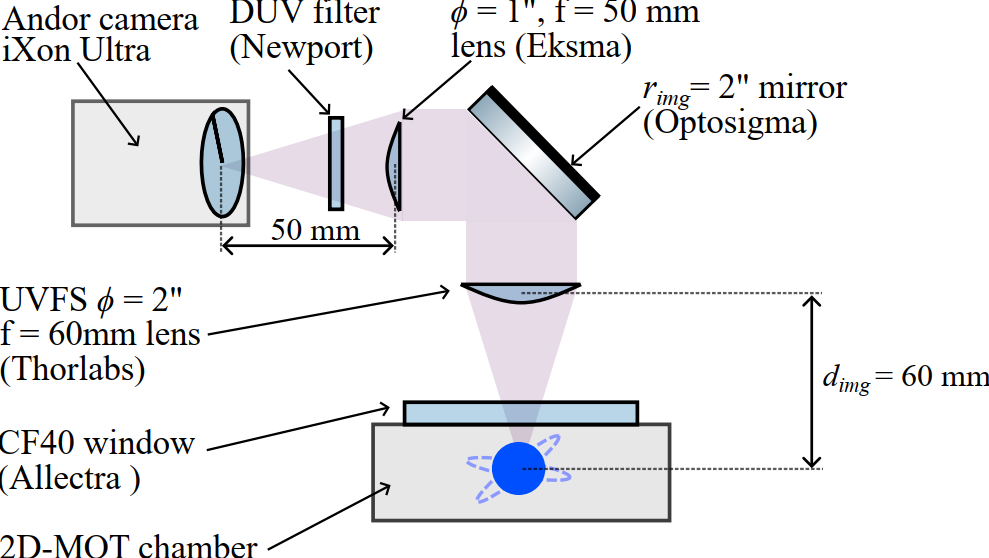 Andor camera
iXon Ultra
DUV filter
(Newport)
ϕ = 1", f = 50 mm
lens (Eksma)
r_img = 2" mirror
(Optosigma)
50 mm
UVFS ϕ = 2"
f = 60mm lens
(Thorlabs)
d_img = 60 mm
CF40 window
(Allectra )
2D-MOT chamber